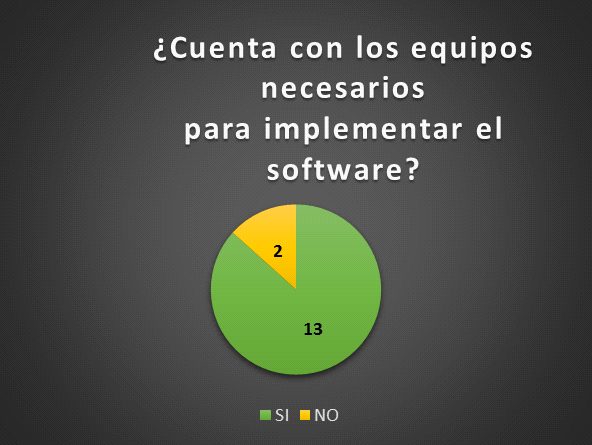 ¿Cuenta con los equipos
necesarios
para implementar el
software?
2
13
SI NO